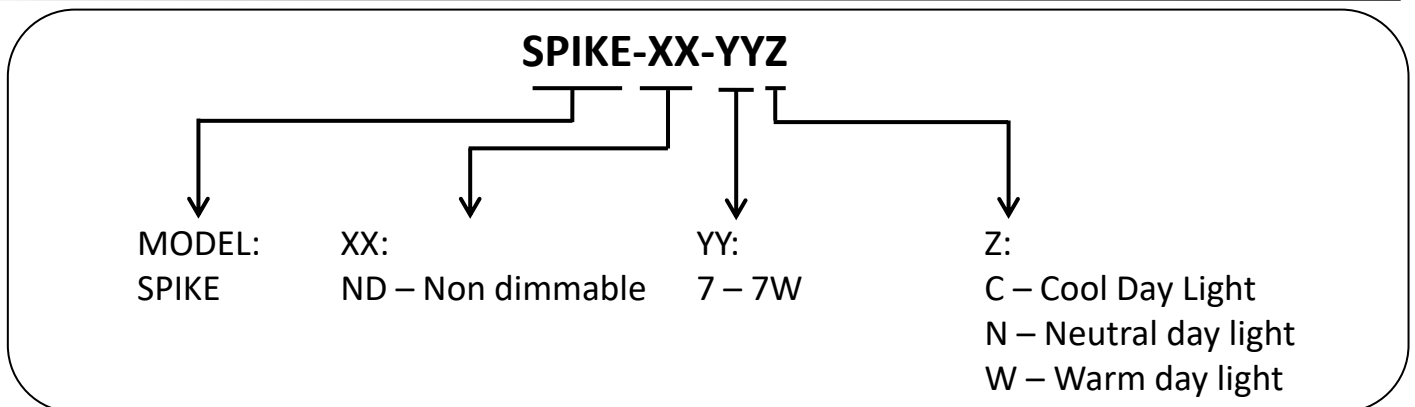 SPIKE-XX-YYZ
MODEL: XX: YY: Z:
SPIKE ND – Non dimmable 7 – 7W C – Cool Day Light
N – Neutral day light
W – Warm day light